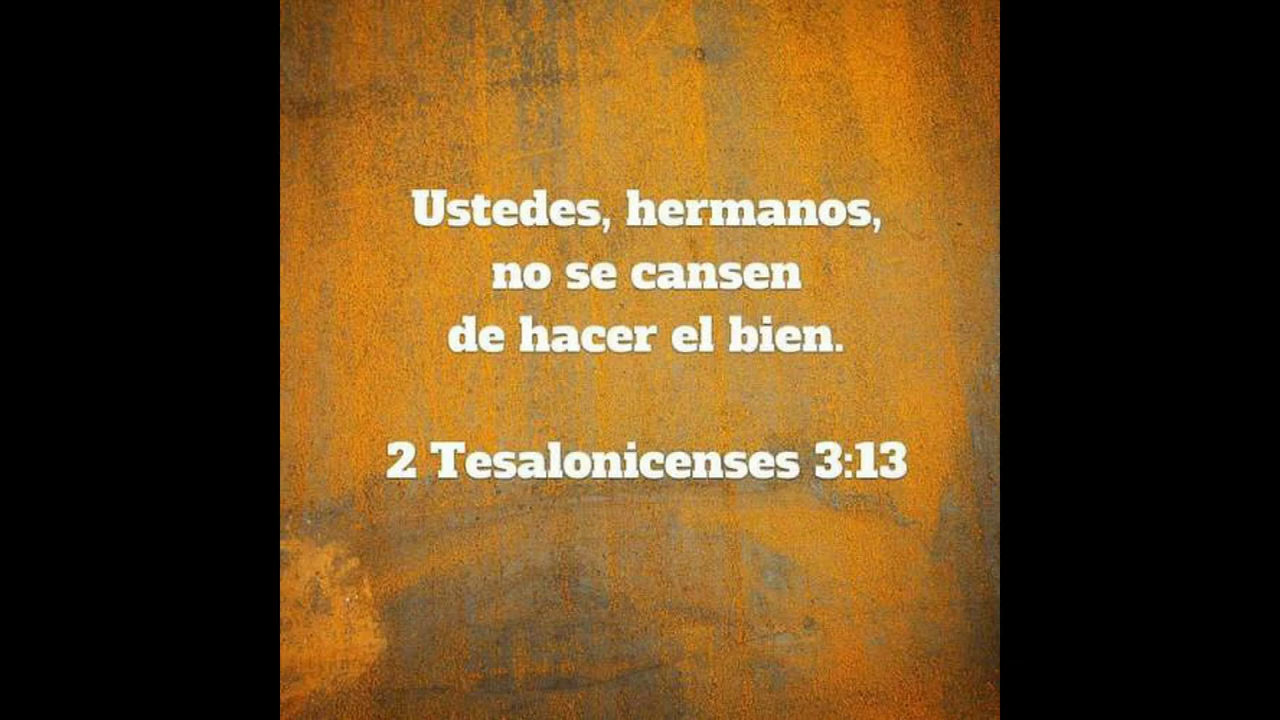 Ustedes, hermanos,
no se cansen
de hacer el bien.
2 Tesalonicenses 3:13